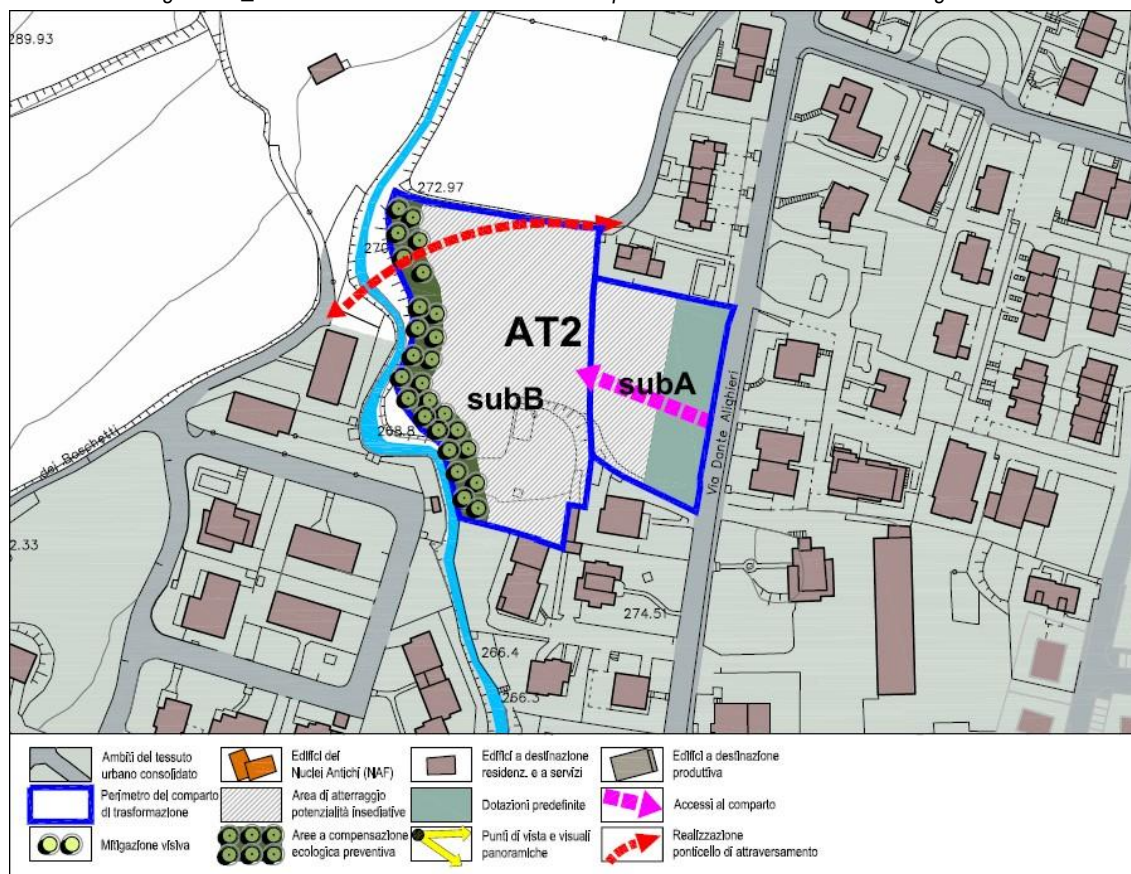 289.93
272.97
270
AT2
subA
subB
268.8
Via Dante Alighieri
dei Boschetti
2.33
274.51
266.4
266.3
Ambiti del tessuto
urbano consolidato
Edifici dei
Nuclei Antichi (NAF)
Edifici a destinazione
residenz. e a servizi
Edifici a destinazione
produttiva
Perimetro del comparto
di trasformazione
Area di atterraggio
potenzialità insediative
Dotazioni predefinite
Accessi al comparto
Mitigazione visiva
Aree a compensazione
ecologica preventiva
Punti di vista e visuali
panoramiche
Realizzazione
ponticello di attraversamento